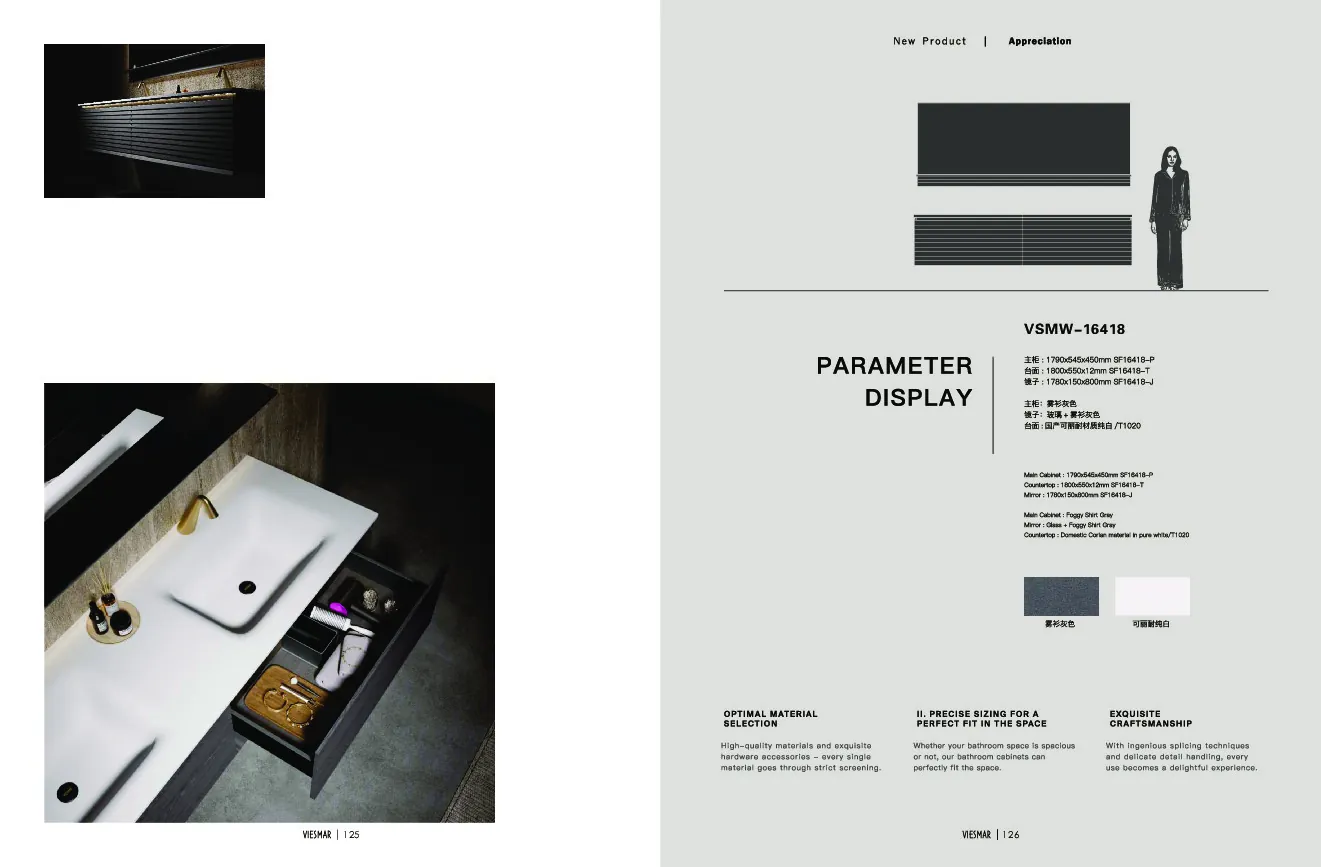 New Product | Appreciation
VSMW-16418
PARAMETER
DISPLAY
主柜 : 1790x545x450mm SF16418-P
台面 : 1800x550x12mm SF16418-T
镜子 : 1780x150x800mm SF16418-J
主柜: 雾衫灰色
镜子: 玻璃 + 雾衫灰色
台面 : 国产可丽耐材质纯白 /T1020
Main Cabinet : 1790x545x450mm SF16418-P
Countertop : 1800x550x12mm SF16418-T
Mirror : 1780x150x800mm SF16418-J
Main Cabinet : Foggy Shirt Gray
Mirror : Glass + Foggy Shirt Gray
Countertop : Domestic Corian material in pure white/T1020
雾衫灰色
可丽耐纯白
OPTIMAL MATERIAL
SELECTION
High-quality materials and exquisite
hardware accessories - every single
material goes through strict screening.
II. PRECISE SIZING FOR A
PERFECT FIT IN THE SPACE
Whether your bathroom space is spacious
or not, our bathroom cabinets can
perfectly fit the space.
EXQUISITE
CRAFTSMANSHIP
With ingenious splicing techniques
and delicate detail handling, every
use becomes a delightful experience.
VIESMAR | 125
VIESMAR | 126